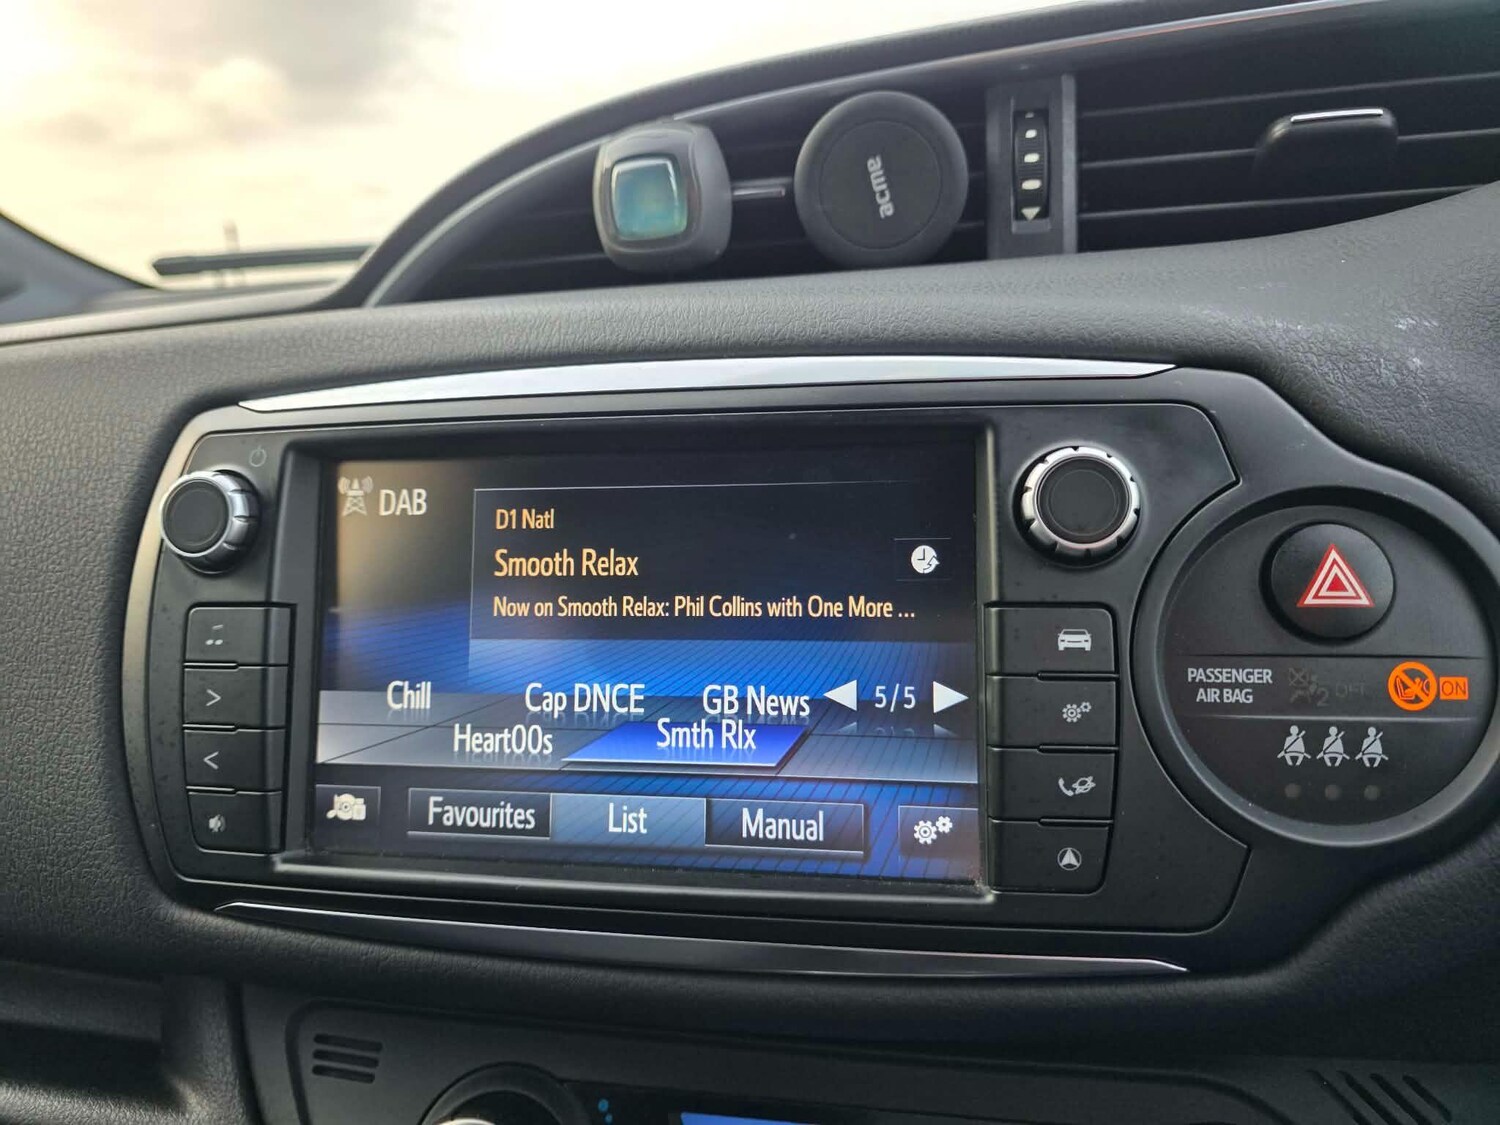 acme
DAB
D1 Natl
Smooth Relax
Now on Smooth Relax: Phil Collins with One More ...
Chill Cap DNCE GB News 5/5
Heart00s Smth Rlx
Favourites List Manual
PASSENGER
AIR BAG
2 OFF ON